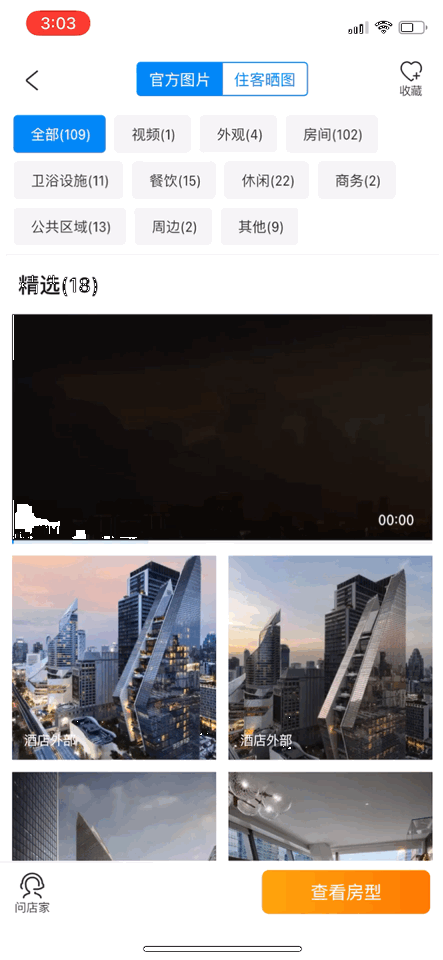 3:03
官方图片 住客晒图
收藏
全部(109) 视频(1) 外观(4) 房间(102)
卫浴设施(11) 餐饮(15) 休闲(22) 商务(2)
公共区域(13) 周边(2) 其他(9)
精选(18)
00:00
酒店外部 酒店外部
问店家 查看房型